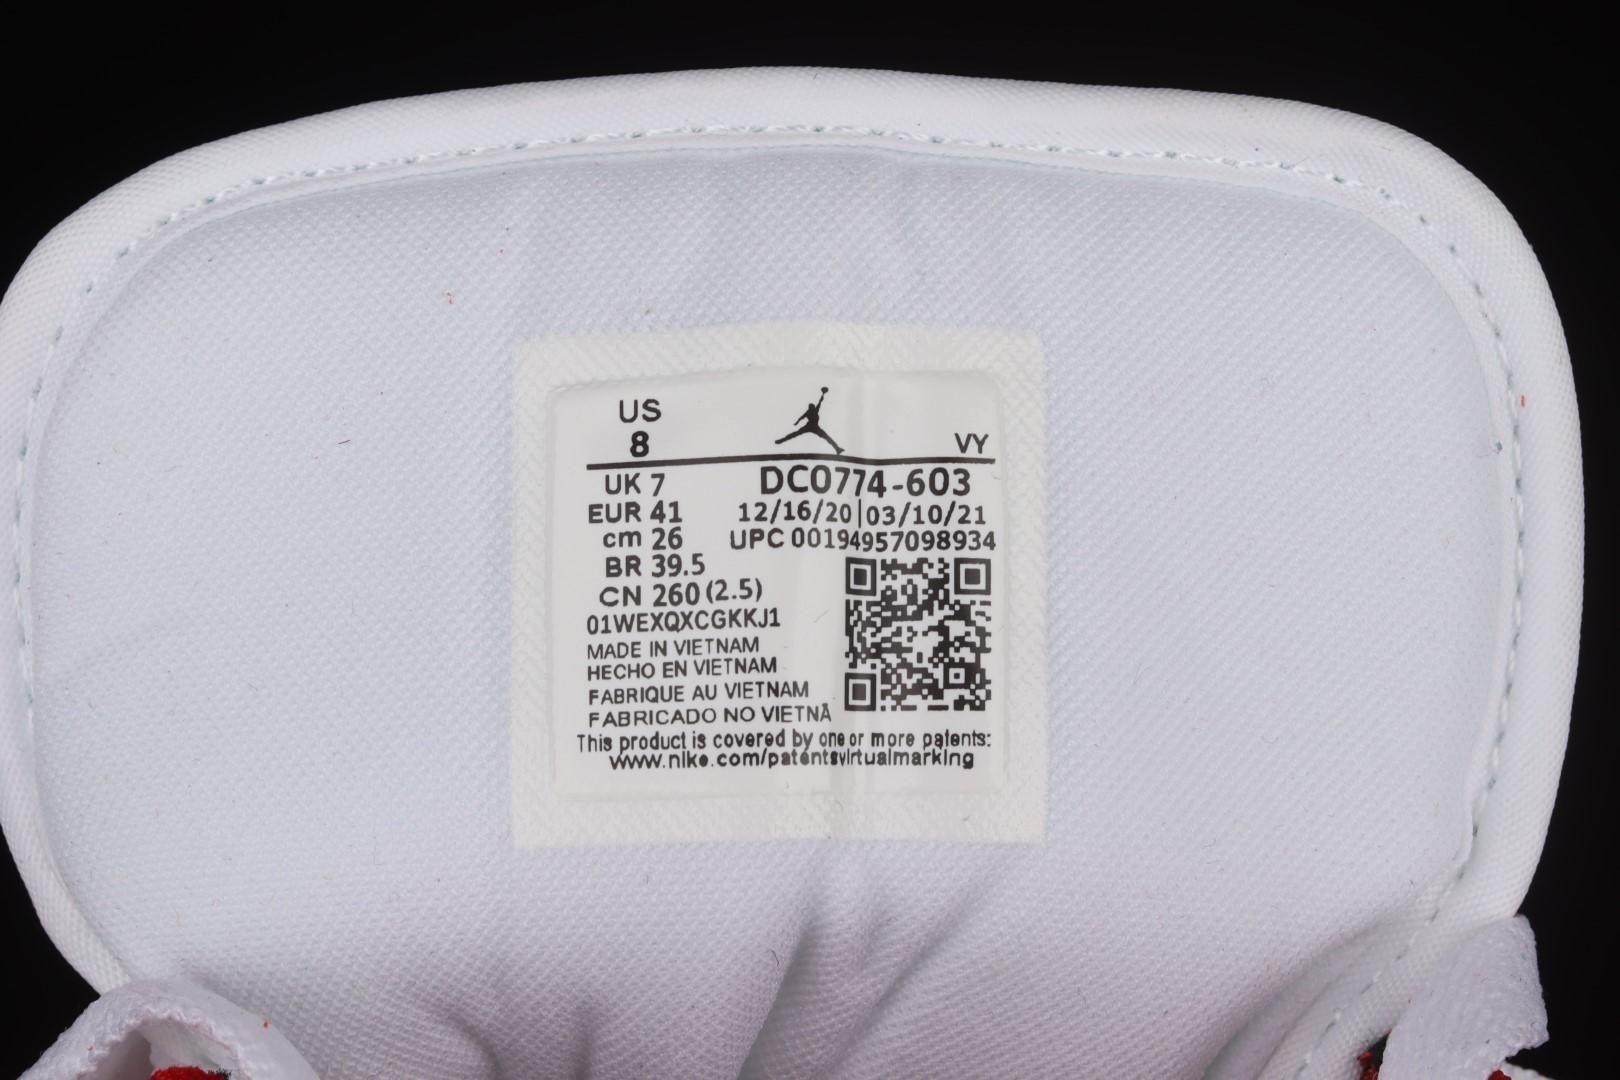 US
8
VY
UK 7
DC0774-603
EUR 41
12/16/20|03/10/21
cm 26
UPC 00194957098934
BR 39.5
CN 260 (2.5)
01WEXQXCGKKJ1
MADE IN VIETNAM
HECHO EN VIETNAM
FABRIQUE AU VIETNAM
FABRICADO NO VIETNÃ
This product is covered by one or more patents:
www.nike.com/patentsvirtualmarking